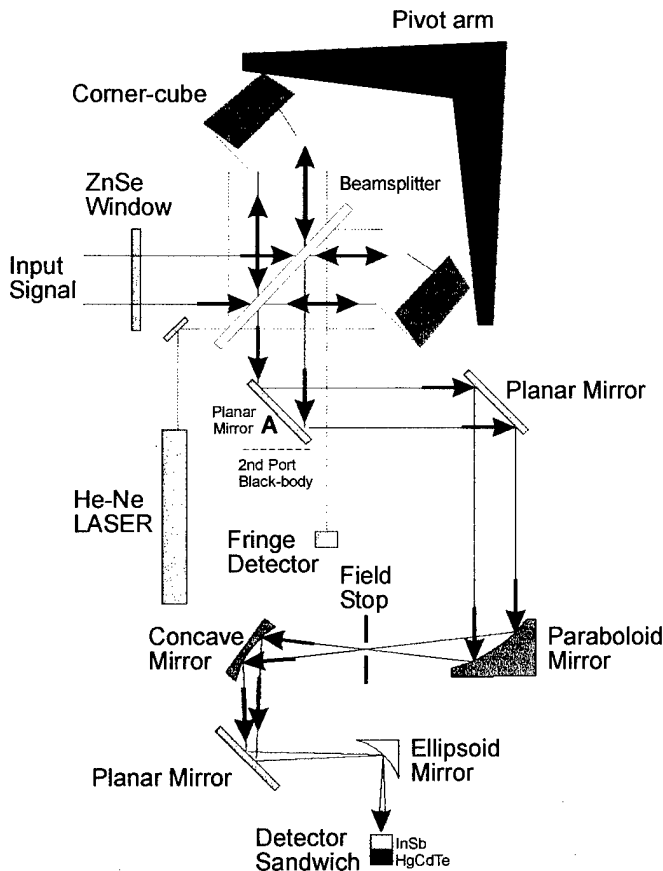 Pivot arm
Corner-cube
ZnSe
Window
Beamsplitter
Input
Signal
Planar Mirror
Planar
Mirror A
2nd Port
Black-body
He-Ne
LASER
Fringe
Detector
Field
Stop
Concave
Mirror
Paraboloid
Mirror
Planar Mirror
Ellipsoid
Mirror
Detector
Sandwich
InSb
HgCdTe